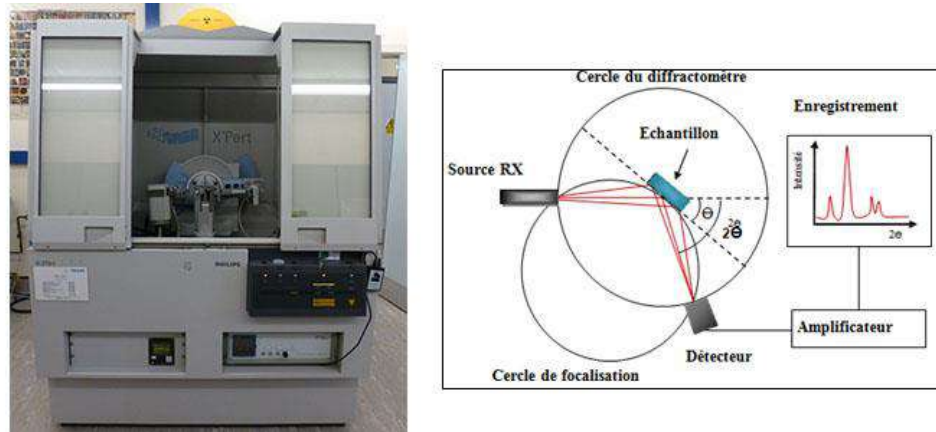 X'Pert
PHILIPS
Cercle du diffractomètre
Enregistrement
Echantillon
Source RX
Intensité
Θ
2θ
2Θ
2Θ
Amplificateur
Détecteur
Cercle de focalisation